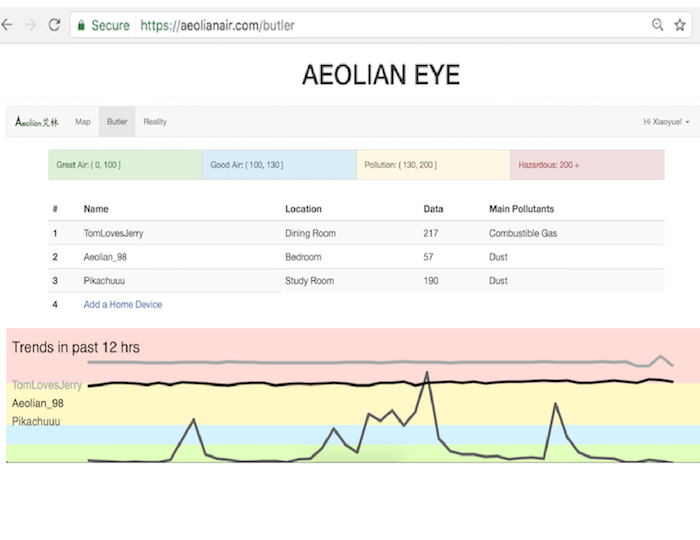 Secure https://aeolianair.com/butler
AEOLIAN EYE
Aeolian艾林 Map Butler Reality Hi Xiaoyue!
Great Air: ( 0, 100 ] Good Air: ( 100, 130 ] Pollution: ( 130, 200 ] Hazardous: 200 +
# Name Location Data Main Pollutants
1 TomLovesJerry Dining Room 217 Combustible Gas
2 Aeolian_98 Bedroom 57 Dust
3 Pikachuuu Study Room 190 Dust
4 Add a Home Device
Trends in past 12 hrs
TomLovesJerry
Aeolian_98
Pikachuuu